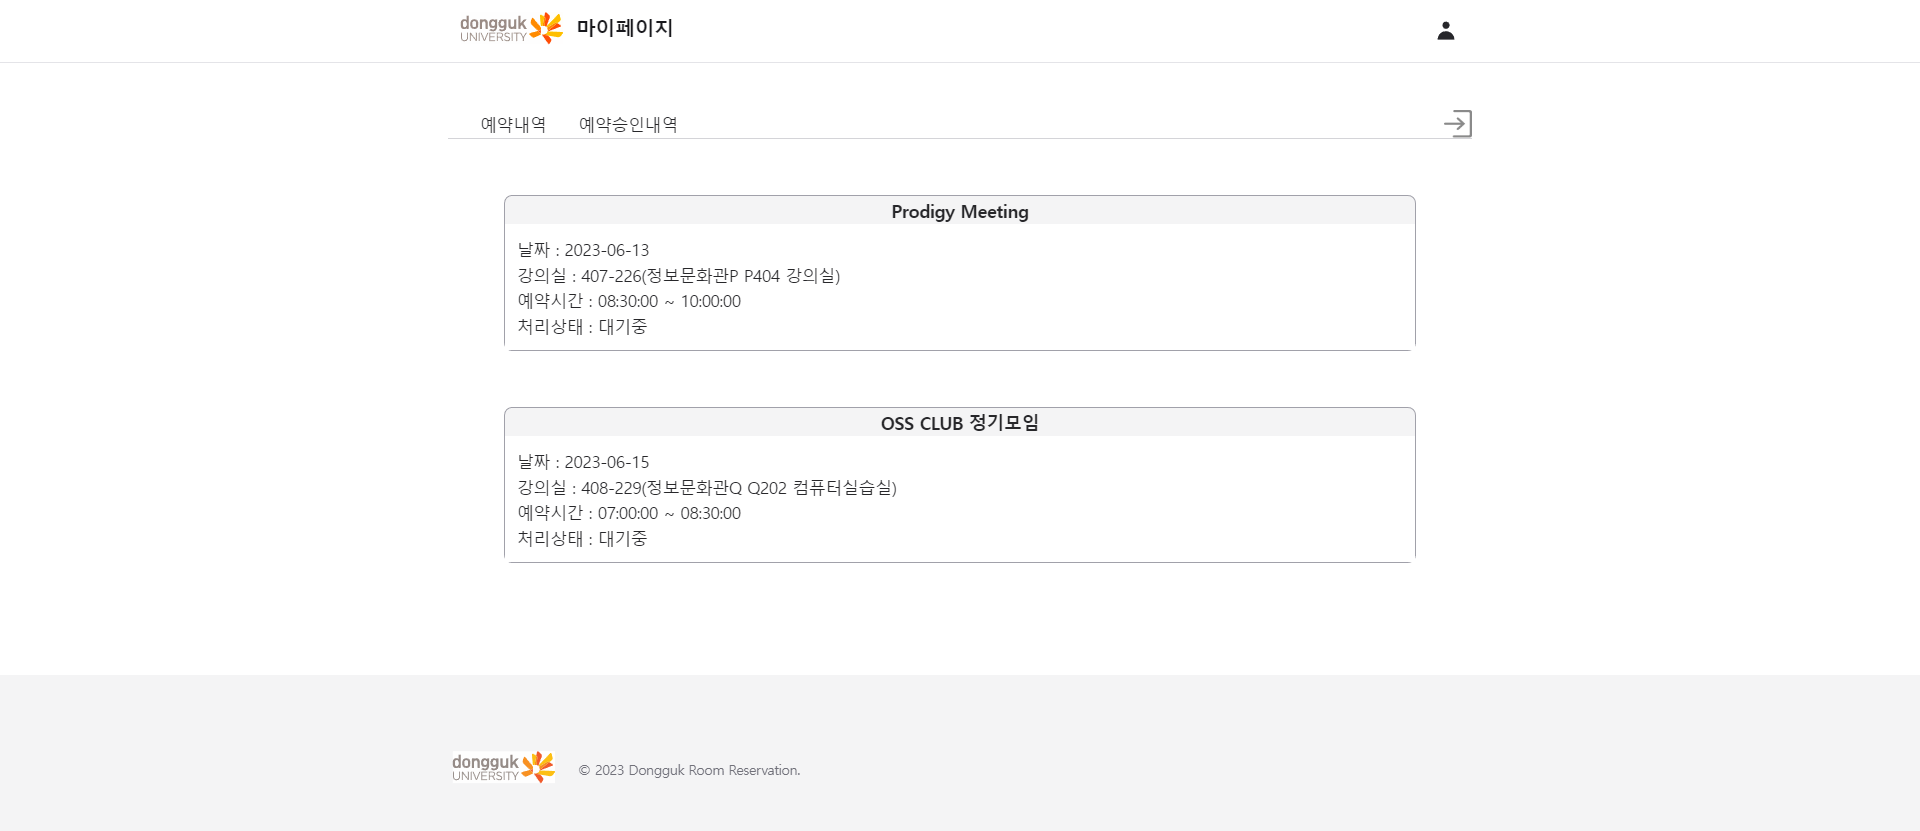 dongguk
UNIVERSITY
마이페이지
예약내역
예약승인내역
Prodigy Meeting
날짜 : 2023-06-13
강의실 : 407-226(정보문화관P P404 강의실)
예약시간 : 08:30:00 ~ 10:00:00
처리상태 : 대기중
OSS CLUB 정기모임
날짜 : 2023-06-15
강의실 : 408-229(정보문화관Q Q202 컴퓨터실습실)
예약시간 : 07:00:00 ~ 08:30:00
처리상태 : 대기중
dongguk
UNIVERSITY
© 2023 Dongguk Room Reservation.